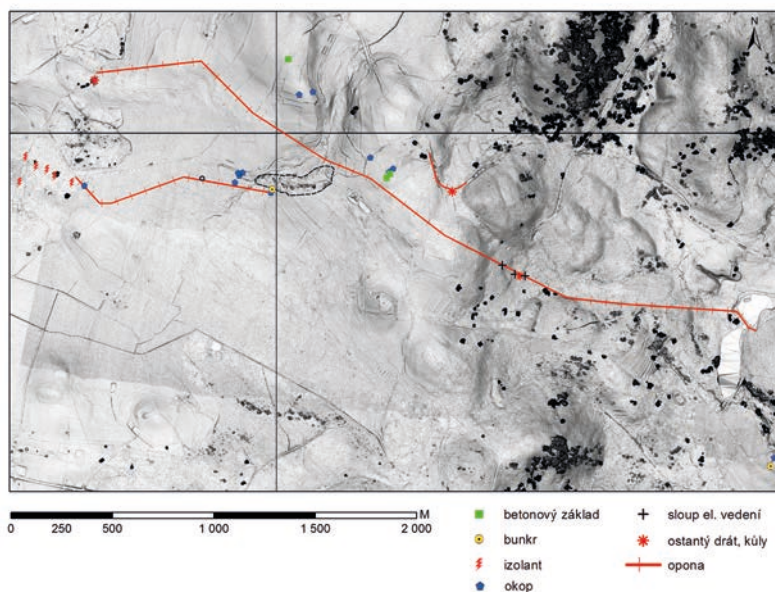 N
M
0 250 500 1 000 1 500 2 000
betonový základ
bunkr
izolant
okop
sloup el. vedení
ostantý drát, kůly
opona